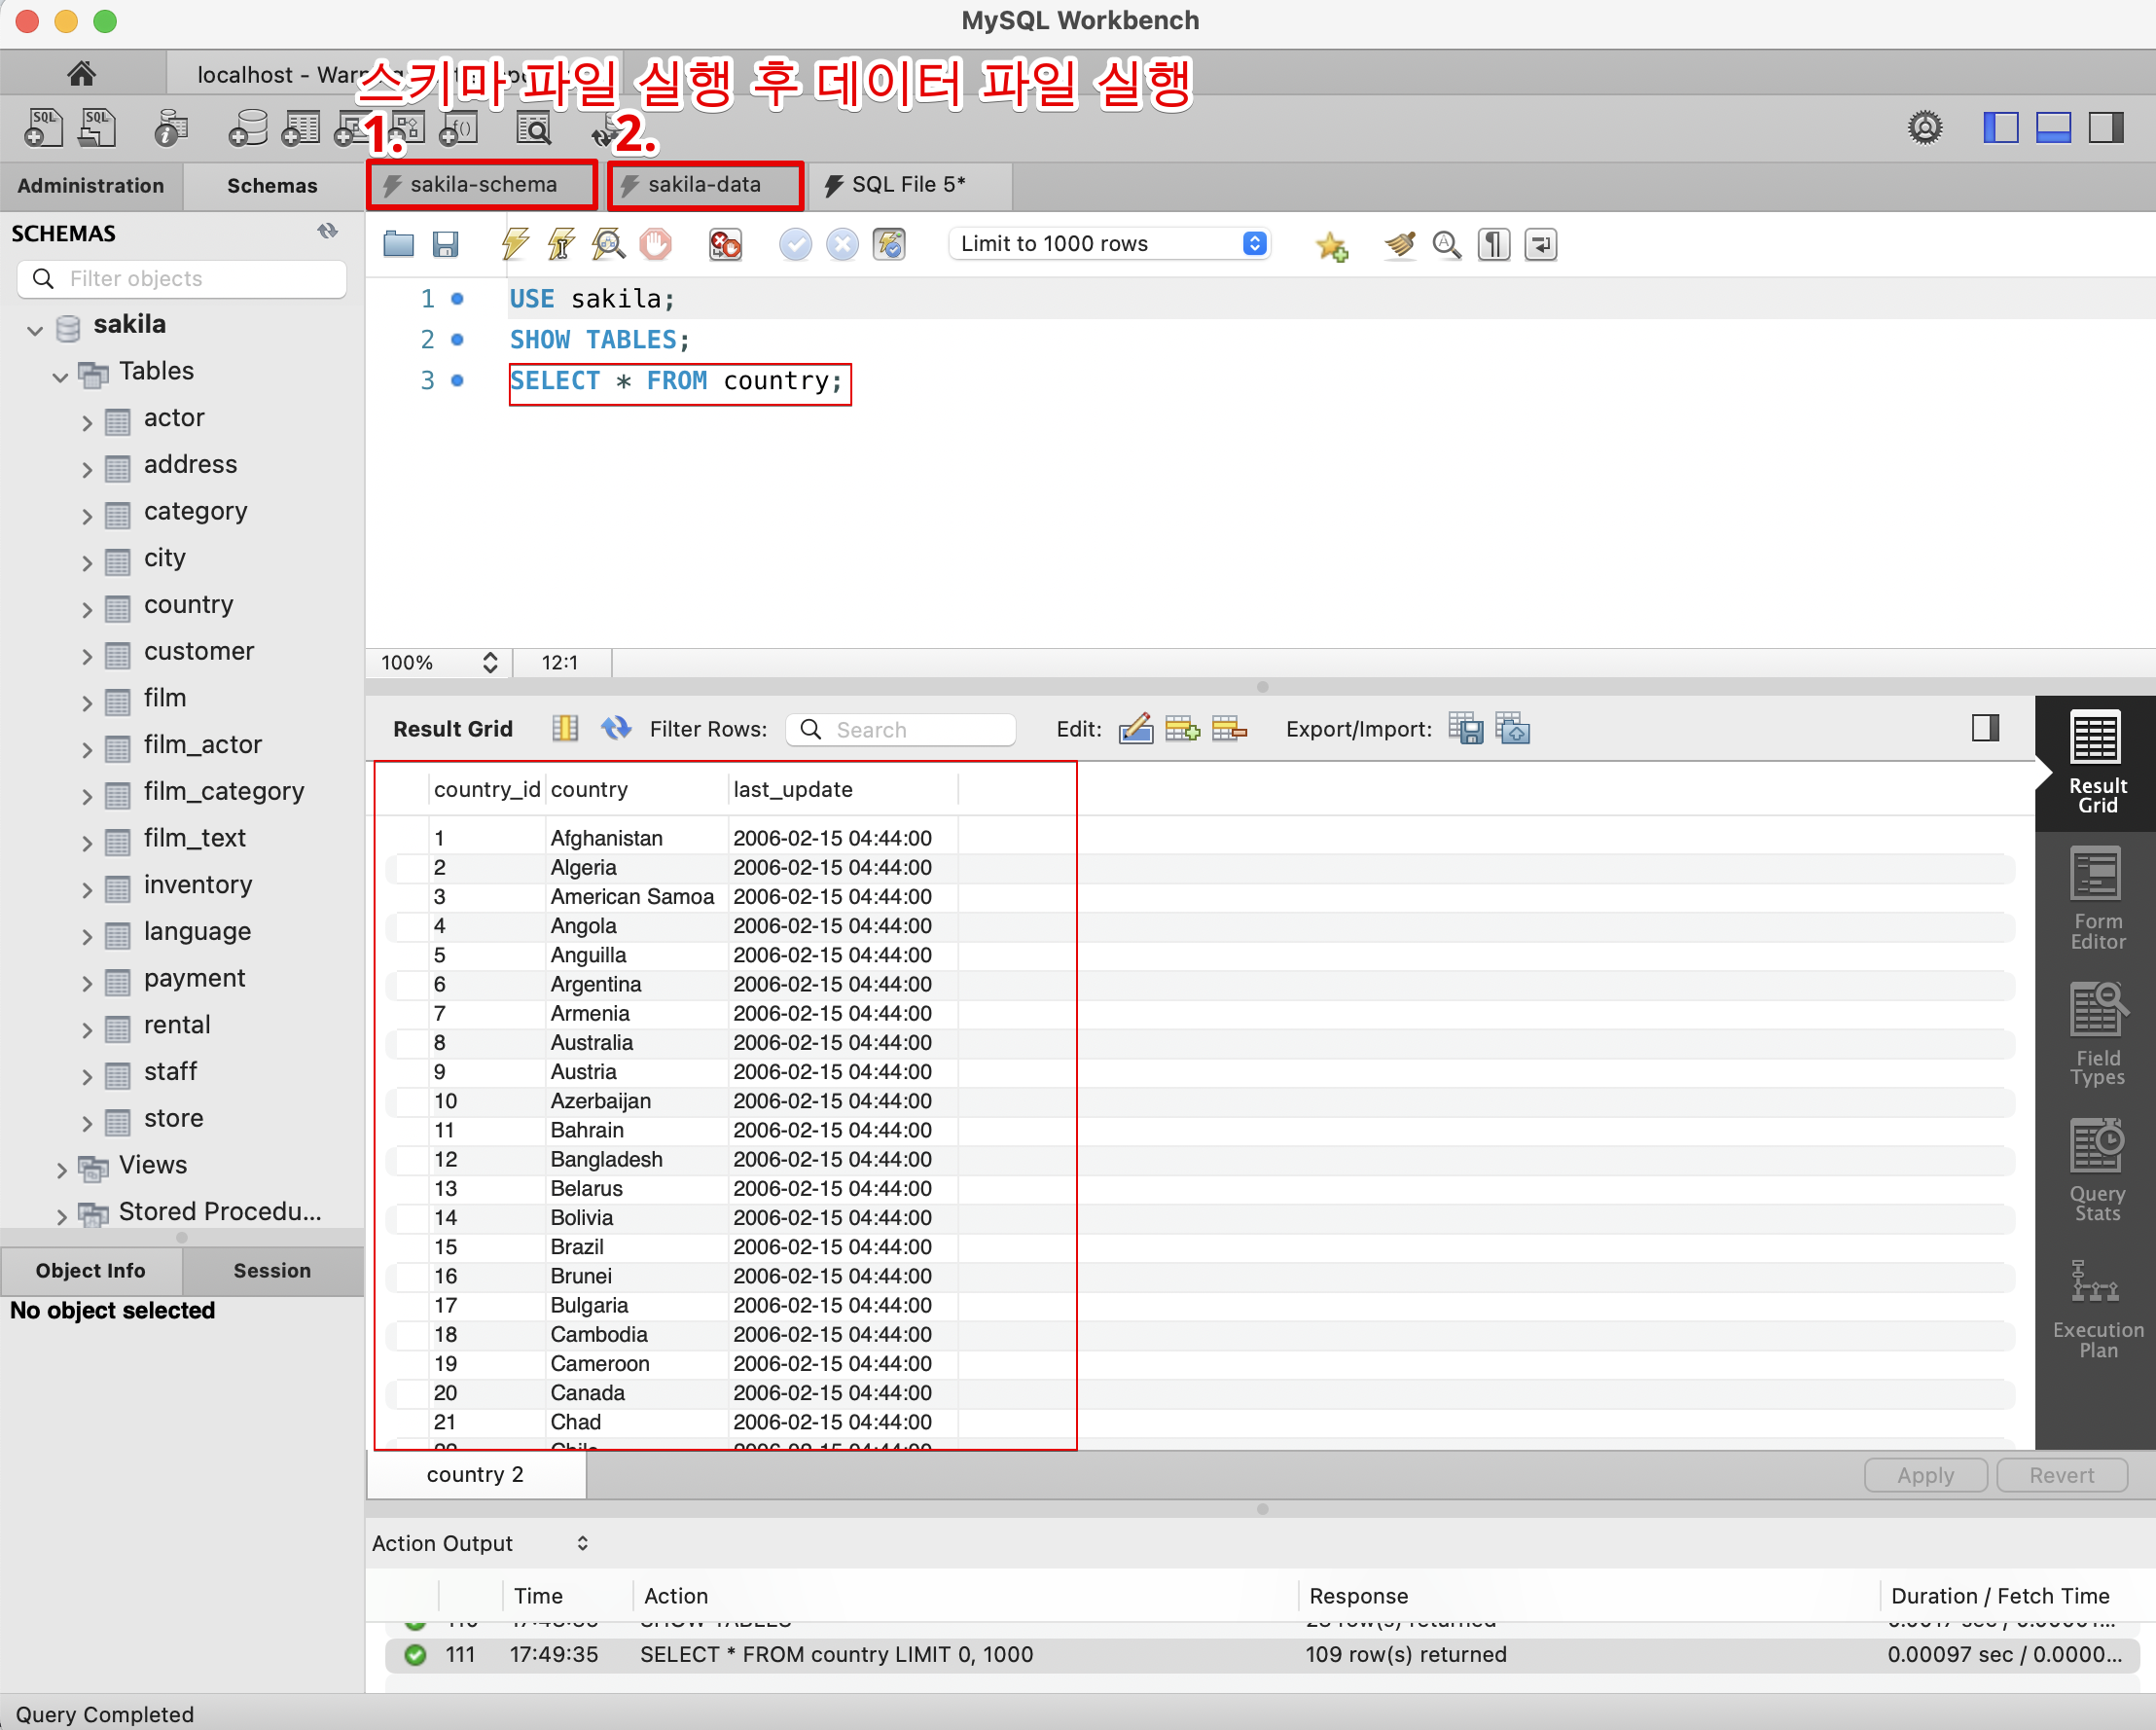 MySQL Workbench
localhost - Warn
스키마 파일 실행 후 데이터 파일 실행
1.
2.
Administration
Schemas
sakila-schema
sakila-data
SQL File 5*
SCHEMAS
Filter objects
Limit to 1000 rows
1 USE sakila;
2 SHOW TABLES;
3 SELECT * FROM country;
sakila
Tables
actor
address
category
city
country
customer
film
film_actor
film_category
film_text
inventory
language
payment
rental
staff
store
Views
Stored Procedu...
Object Info
Session
No object selected
100%
12:1
Result Grid
Filter Rows:
Search
Edit:
Export/Import:
country_id country last_update
1 Afghanistan 2006-02-15 04:44:00
2 Algeria 2006-02-15 04:44:00
3 American Samoa 2006-02-15 04:44:00
4 Angola 2006-02-15 04:44:00
5 Anguilla 2006-02-15 04:44:00
6 Argentina 2006-02-15 04:44:00
7 Armenia 2006-02-15 04:44:00
8 Australia 2006-02-15 04:44:00
9 Austria 2006-02-15 04:44:00
10 Azerbaijan 2006-02-15 04:44:00
11 Bahrain 2006-02-15 04:44:00
12 Bangladesh 2006-02-15 04:44:00
13 Belarus 2006-02-15 04:44:00
14 Bolivia 2006-02-15 04:44:00
15 Brazil 2006-02-15 04:44:00
16 Brunei 2006-02-15 04:44:00
17 Bulgaria 2006-02-15 04:44:00
18 Cambodia 2006-02-15 04:44:00
19 Cameroon 2006-02-15 04:44:00
20 Canada 2006-02-15 04:44:00
21 Chad 2006-02-15 04:44:00
Result
Grid
Form
Editor
Field
Types
Query
Stats
Execution
Plan
country 2
Apply
Revert
Action Output
Time Action Response Duration / Fetch Time
111 17:49:35 SELECT * FROM country LIMIT 0, 1000 109 row(s) returned 0.00097 sec / 0.0000...
Query Completed